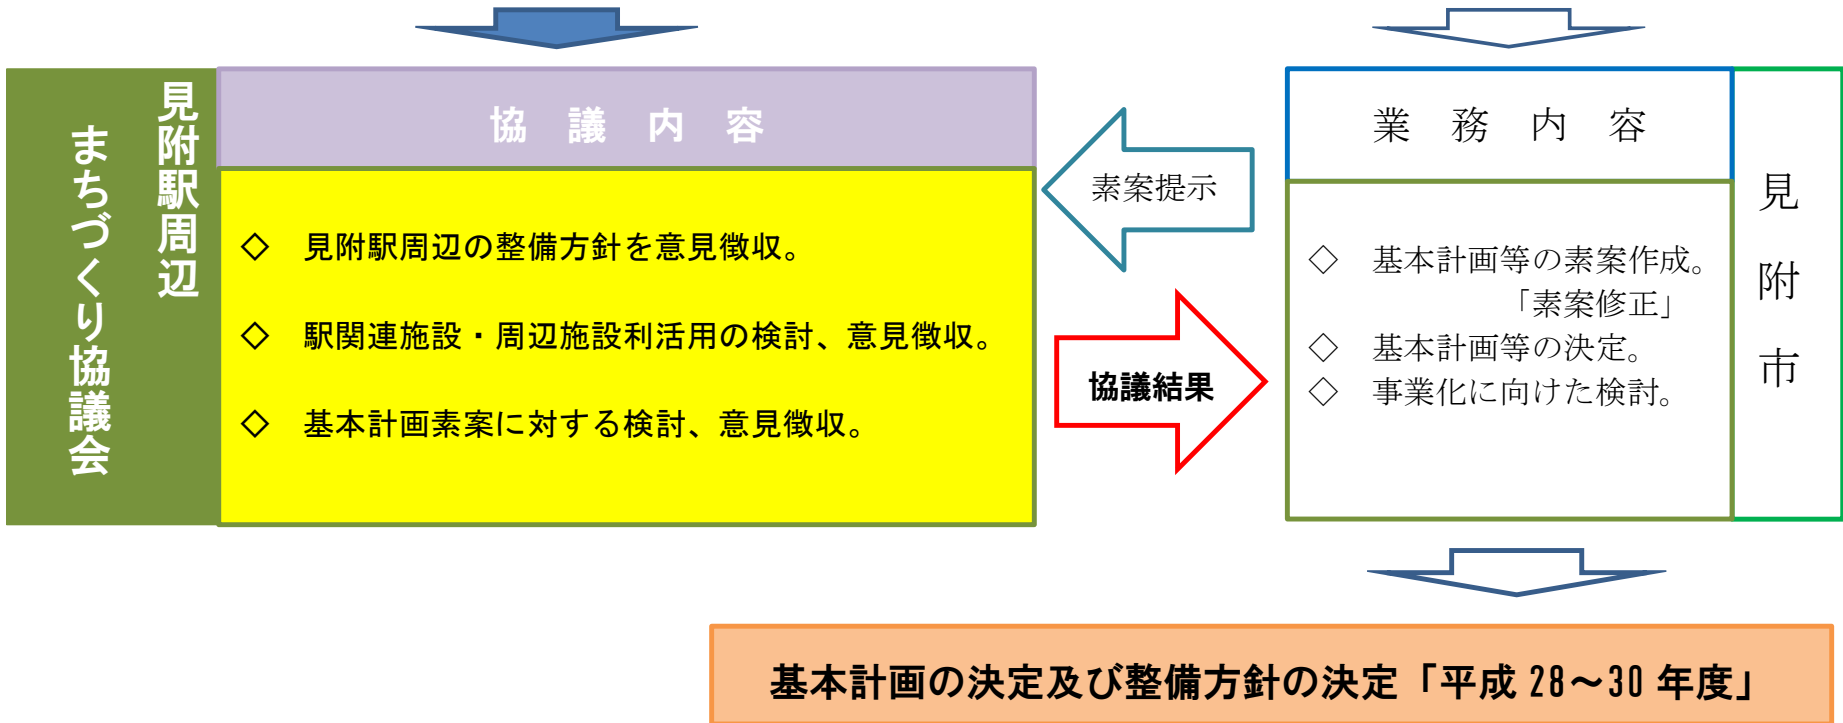 見附駅周辺
まちづくり協議会
協 議 内 容
◇ 見附駅周辺の整備方針を意見徴収。
◇ 駅関連施設・周辺施設利活用の検討、意見徴収。
◇ 基本計画素案に対する検討、意見徴収。
素案提示
協議結果
業 務 内 容
◇ 基本計画等の素案作成。
「素案修正」
◇ 基本計画等の決定。
◇ 事業化に向けた検討。
見附市
基本計画の決定及び整備方針の決定「平成 28～30 年度」